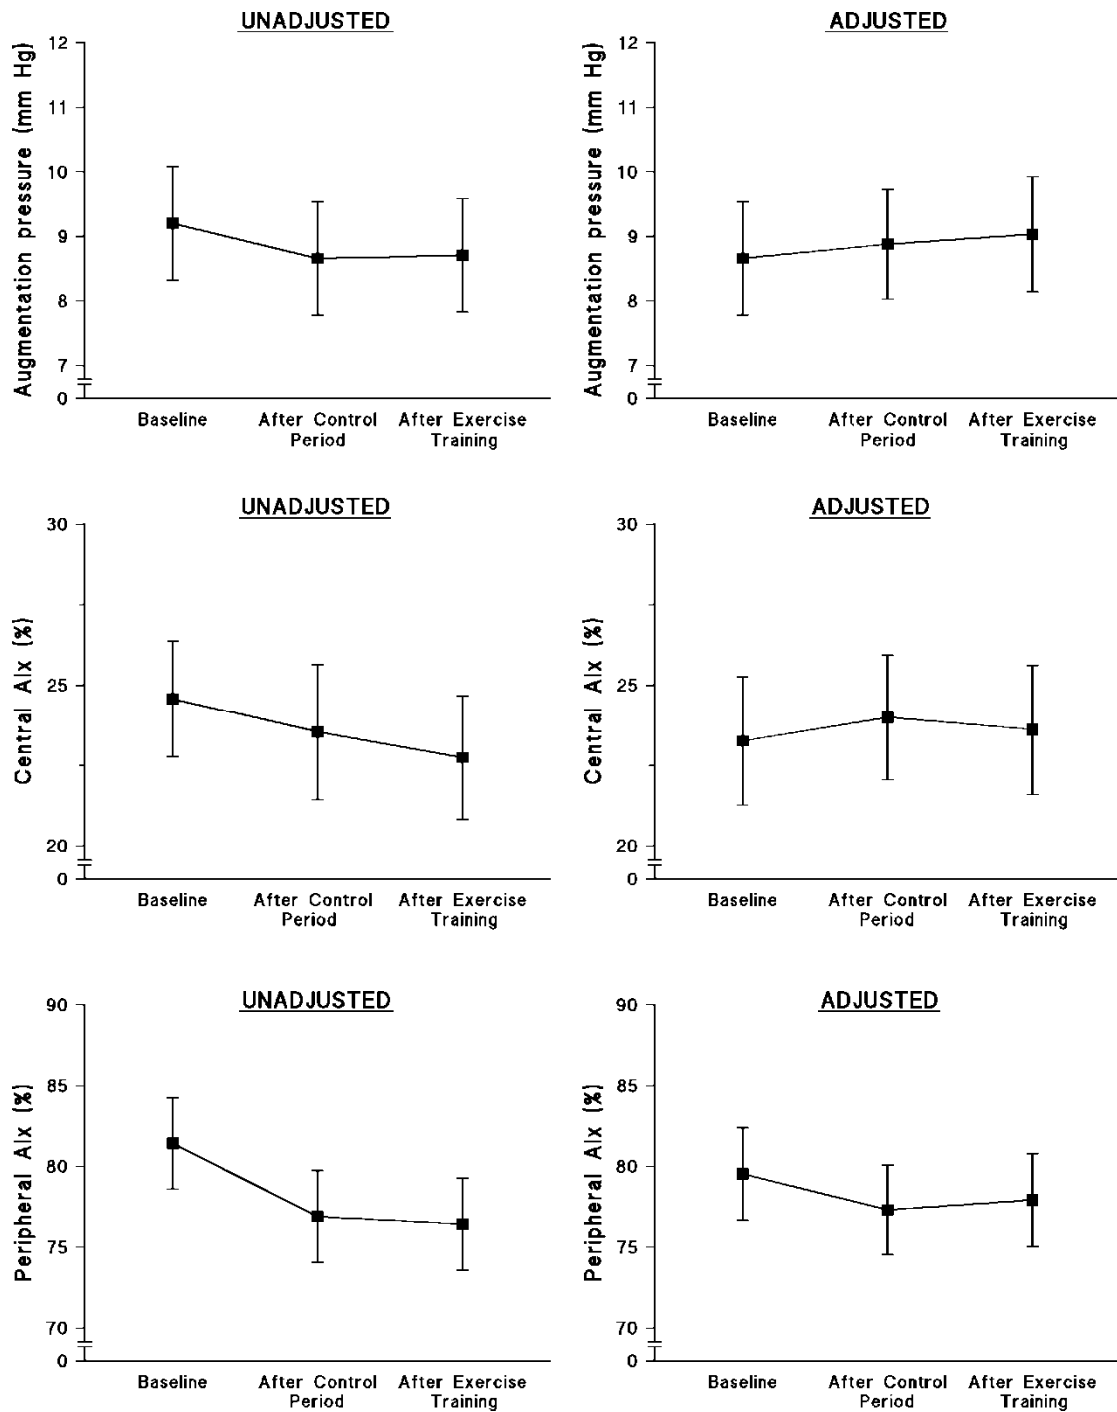 UNADJUSTED
Augmentation pressure (mm Hg)
12
11
10
9
8
7
0
Baseline
After Control
Period
After Exercise
Training
ADJUSTED
Augmentation pressure (mm Hg)
12
11
10
9
8
7
0
Baseline
After Control
Period
After Exercise
Training
UNADJUSTED
Central AIx (%)
30
25
20
0
Baseline
After Control
Period
After Exercise
Training
ADJUSTED
Central AIx (%)
30
25
20
0
Baseline
After Control
Period
After Exercise
Training
UNADJUSTED
Peripheral AIx (%)
90
85
80
75
70
0
Baseline
After Control
Period
After Exercise
Training
ADJUSTED
Peripheral AIx (%)
90
85
80
75
70
0
Baseline
After Control
Period
After Exercise
Training